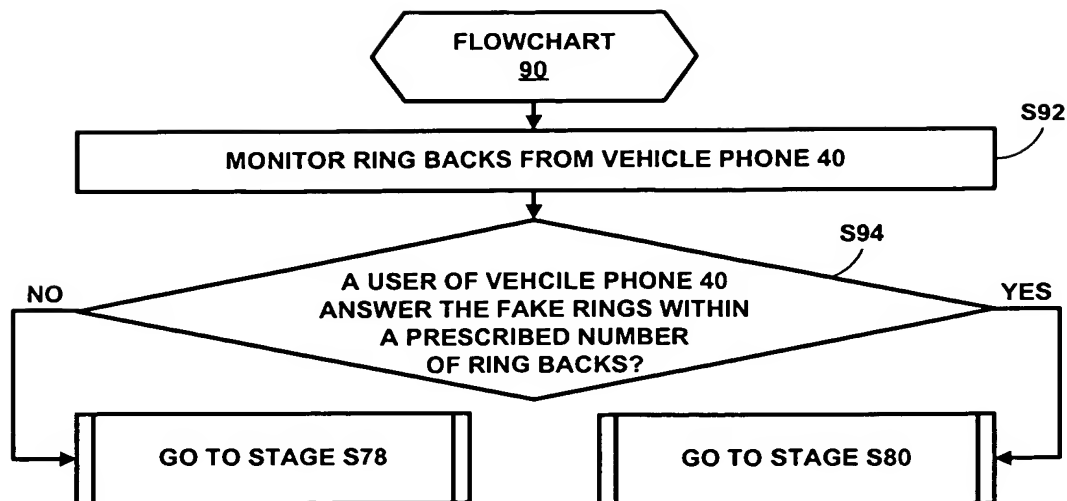 FLOWCHART
90
S92
MONITOR RING BACKS FROM VEHICLE PHONE 40
S94
A USER OF VEHCILE PHONE 40
ANSWER THE FAKE RINGS WITHIN
A PRESCRIBED NUMBER
OF RING BACKS?
NO
YES
GO TO STAGE S78
GO TO STAGE S80